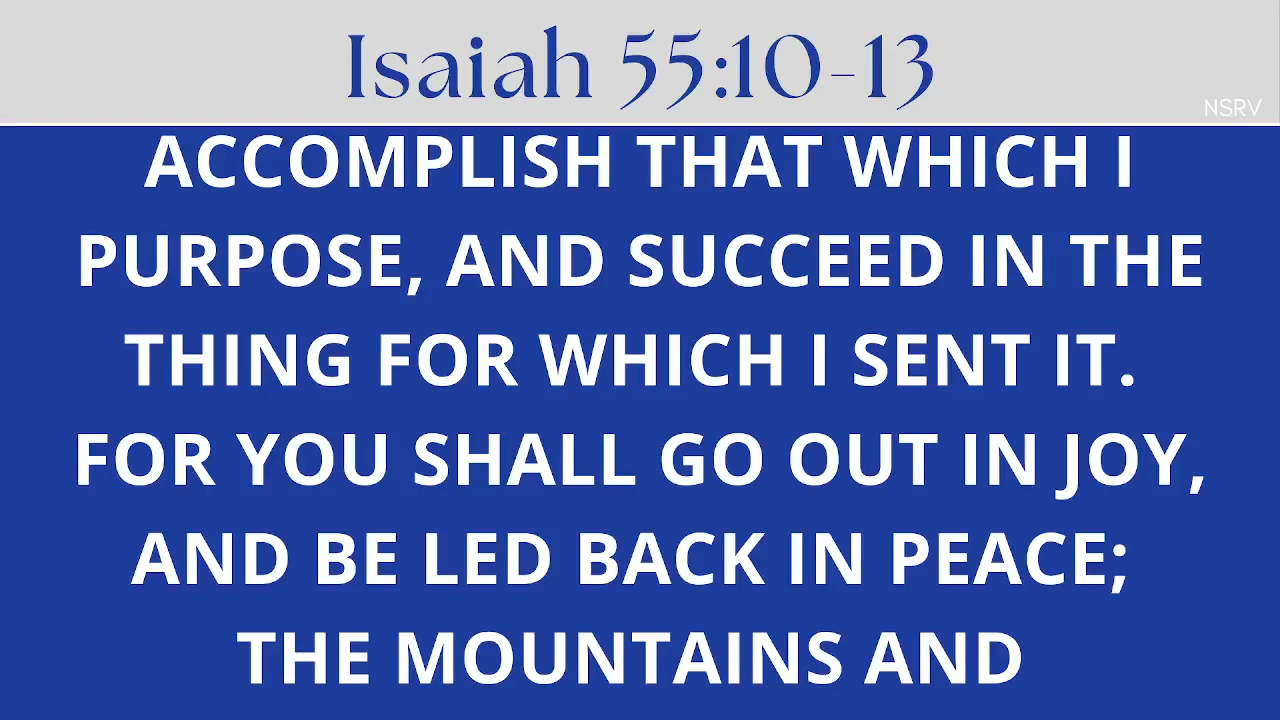 Isaiah 55:10-13
NSRV
ACCOMPLISH THAT WHICH I
PURPOSE, AND SUCCEED IN THE
THING FOR WHICH I SENT IT.
FOR YOU SHALL GO OUT IN JOY,
AND BE LED BACK IN PEACE;
THE MOUNTAINS AND